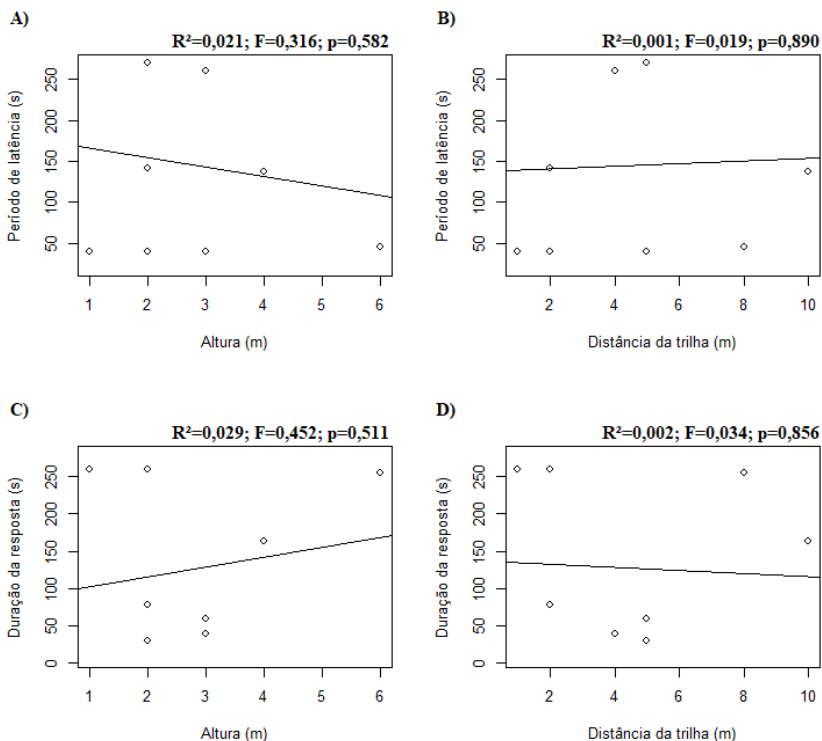 A)
R²=0,021; F=0,316; p=0,582
Período de latência (s)
50
100
150
200
250
1 2 3 4 5 6
Altura (m)
B)
R²=0,001; F=0,019; p=0,890
Período de latência (s)
50
100
150
200
250
2 4 6 8 10
Distância da trilha (m)
C)
R²=0,029; F=0,452; p=0,511
Duração da resposta (s)
0
50
100
150
200
250
1 2 3 4 5 6
Altura (m)
D)
R²=0,002; F=0,034; p=0,856
Duração da resposta (s)
0
50
100
150
200
250
2 4 6 8 10
Distância da trilha (m)